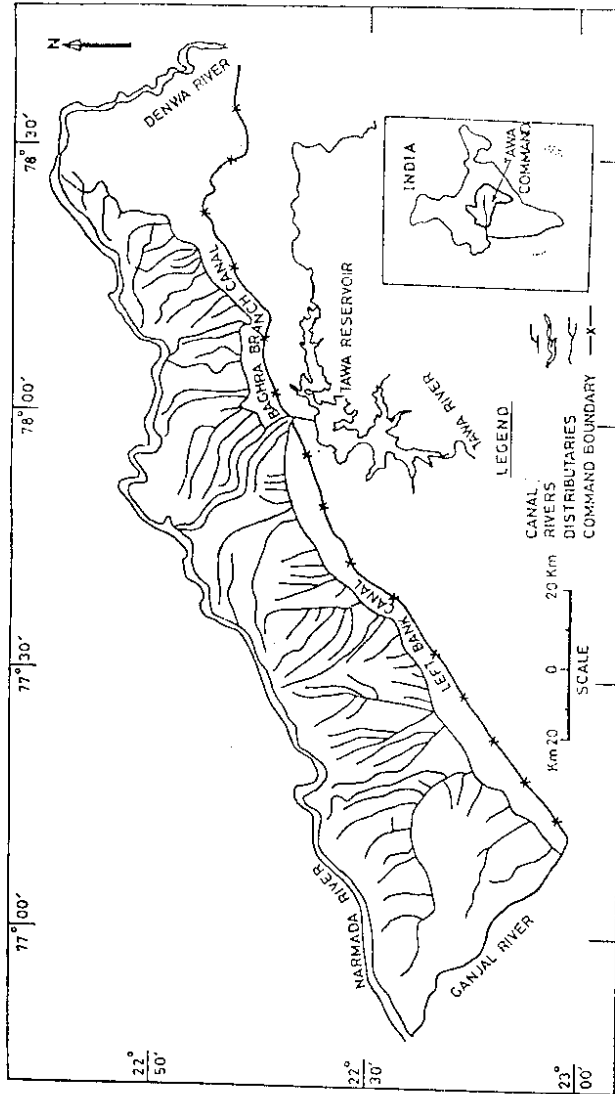 77° 00′
77° 30′
78° 00′
78° 30′
N
22° 50′
22° 30′
23° 00′
DENWA RIVER
BAGHRA BRANCH CANAL
TAWA RESERVOIR
TAWA RIVER
LEFT BANK CANAL
NARMADA RIVER
GANJAL RIVER
INDIA
TAWA
COMMAND
LEGEND
CANAL
RIVERS
DISTRIBUTARIES
COMMAND BOUNDARY —x—
Km 20 0 20 Km
SCALE